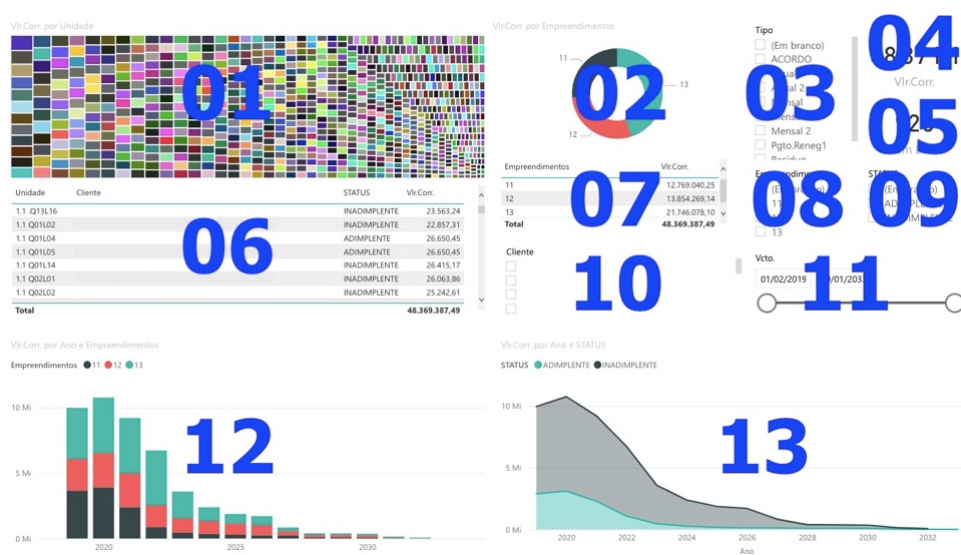 Vlr.Corr. por Unidade
01
Vlr.Corr. por Empreendimentos
11
13
12
02
Tipo
(Em branco)
ACORDO
Mensal 2
Pgto.Reneg1
03
04
Vlr.Corr.
05
Unidade Cliente STATUS Vlr.Corr.
1.1 .Q13L16 INADIMPLENTE 23.563,24
1.1 Q01L02 INADIMPLENTE 22.857,31
1.1 Q01L04 ADIMPLENTE 26.650,45
1.1 Q01L05 ADIMPLENTE 26.650,45
1.1 Q01L14 INADIMPLENTE 26.415,17
1.1 Q02L01 INADIMPLENTE 26.063,86
1.1 Q02L02 INADIMPLENTE 25.242,61
Total 48.369.387,49
06
Empreendimentos Vlr.Corr.
11 12.769.040,25
12 13.854.269,14
13 21.746.078,10
Total 48.369.387,49
07
08
13
09
Cliente
10
Vcto.
01/02/2019
11
Vlr.Corr. por Ano e Empreendimentos
Empreendimentos 11 12 13
10 Mi
5 Mi
0 Mi
2020 2025 2030
12
Vlr.Corr. por Ano e STATUS
STATUS ADIMPLENTE INADIMPLENTE
10 Mi
5 Mi
0 Mi
2020 2022 2024 2026 2028 2030 2032
Ano
13